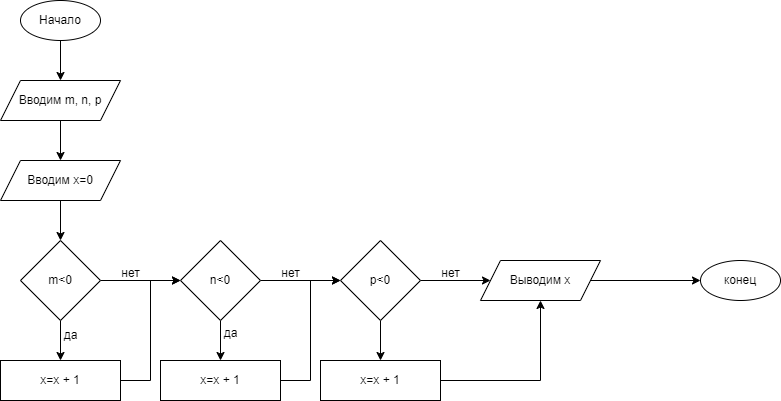 Начало
Вводим m, n, p
Вводим x=0
m<0
нет
n<0
нет
p<0
нет
Выводим x
конец
да
да
x=x + 1
x=x + 1
x=x + 1